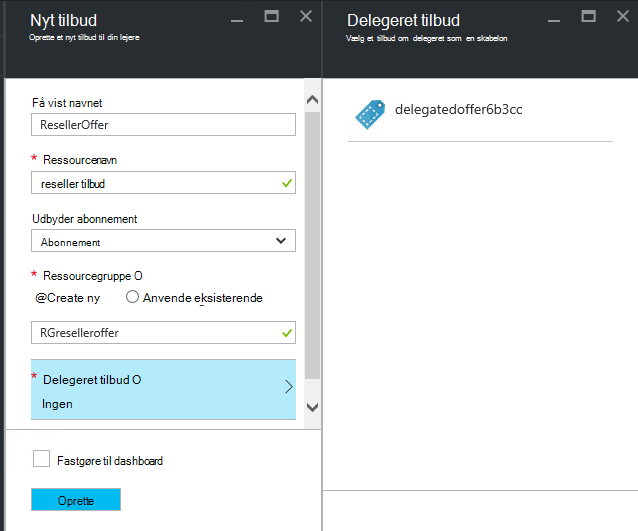 Nyt tilbud
Oprette et nyt tilbud til din lejere
Få vist navnet
ResellerOffer
* Ressourcenavn
reseller tilbud
Udbyder abonnement
Abonnement
* Ressourcegruppe O
@Create ny Anvende eksisterende
RGreselleroffer
* Delegeret tilbud O
Ingen
Fastgøre til dashboard
Oprette
Delegeret tilbud
Vælg et tilbud om delegeret som en skabelon
delegatedoffer6b3cc